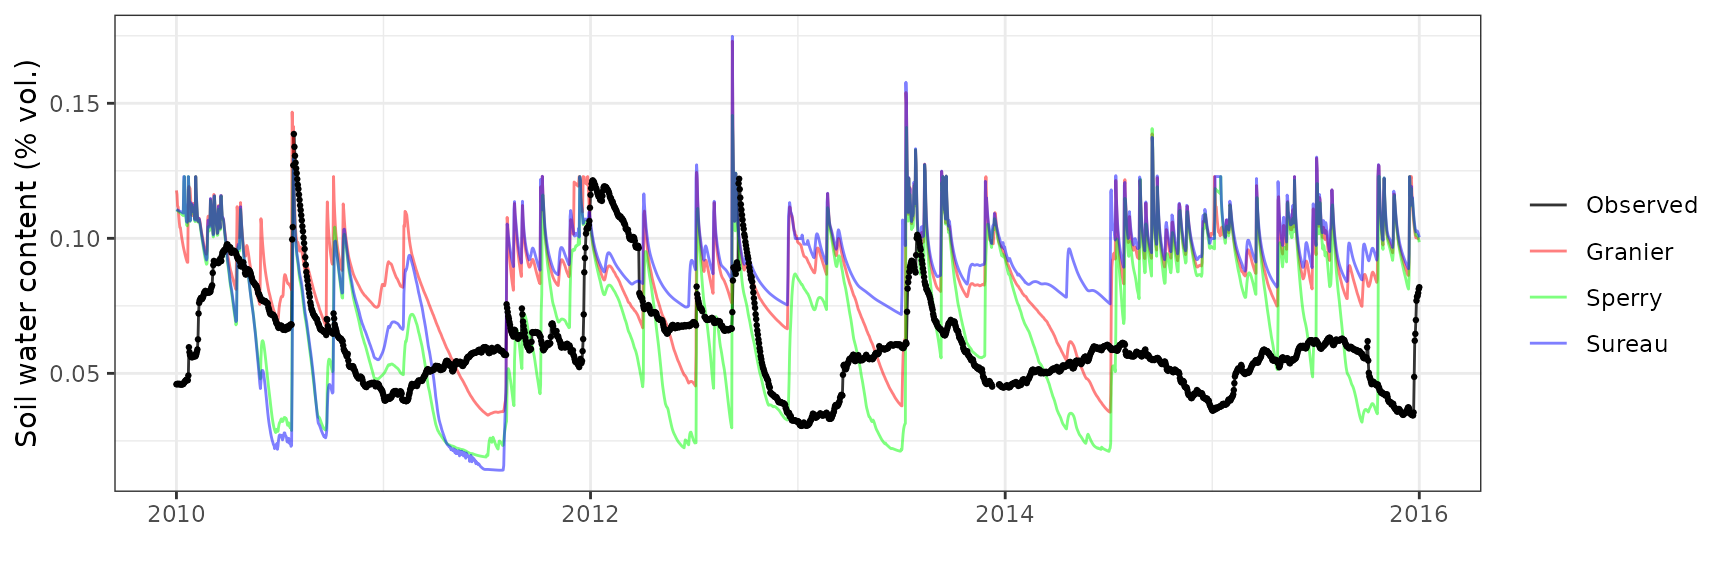 Soil water content (% vol.)
0.15
0.10
0.05
2010
2012
2014
2016
Observed
Granier
Sperry
Sureau